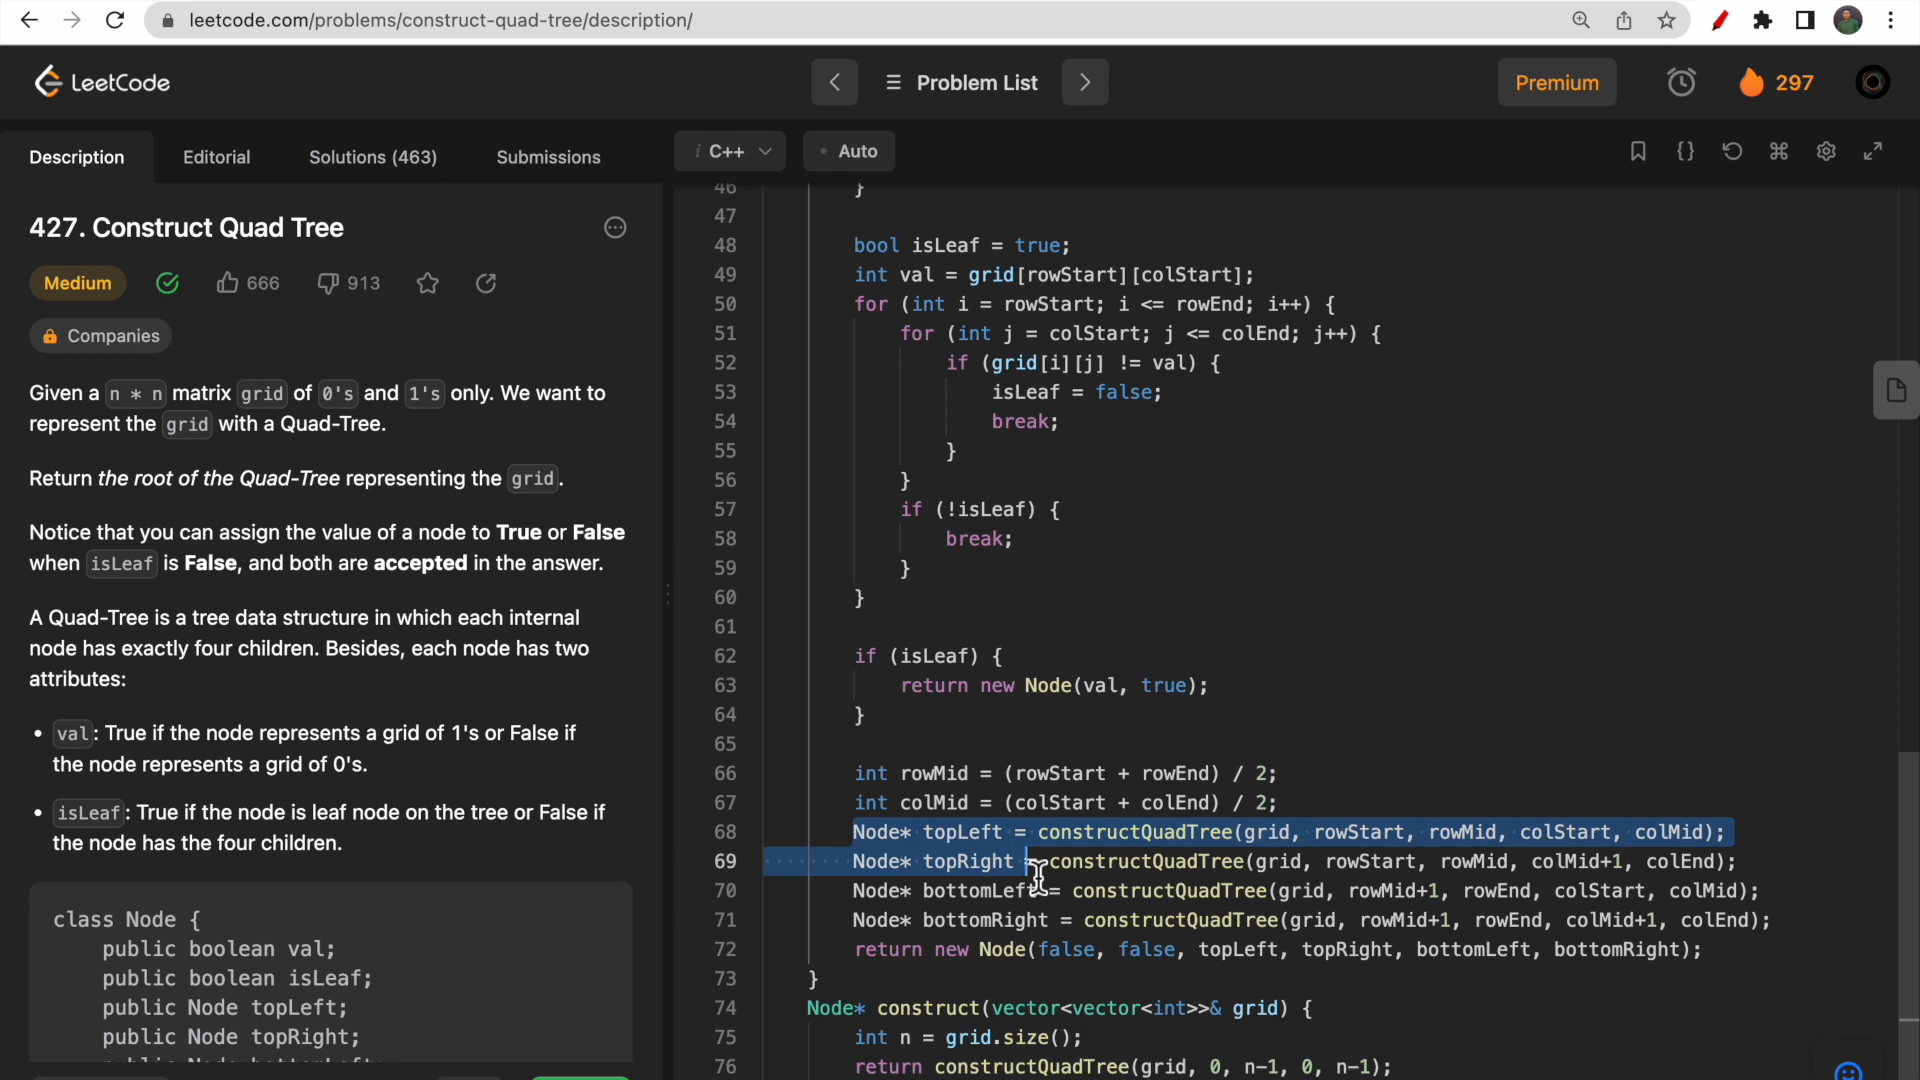 leetcode.com/problems/construct-quad-tree/description/
LeetCode
Problem List
Premium
297
Description
Editorial
Solutions (463)
Submissions
i C++
Auto
427. Construct Quad Tree
Medium
666
913
Companies
Given a n * n matrix grid of 0's and 1's only. We want to
represent the grid with a Quad-Tree.
Return the root of the Quad-Tree representing the grid.
Notice that you can assign the value of a node to True or False
when isLeaf is False, and both are accepted in the answer.
A Quad-Tree is a tree data structure in which each internal
node has exactly four children. Besides, each node has two
attributes:
• val: True if the node represents a grid of 1's or False if
the node represents a grid of 0's.
• isLeaf: True if the node is leaf node on the tree or False if
the node has the four children.
class Node {
public boolean val;
public boolean isLeaf;
public Node topLeft;
public Node topRight;
46 }
47
48 bool isLeaf = true;
49 int val = grid[rowStart][colStart];
50 for (int i = rowStart; i <= rowEnd; i++) {
51 for (int j = colStart; j <= colEnd; j++) {
52 if (grid[i][j] != val) {
53 isLeaf = false;
54 break;
55 }
56 }
57 if (!isLeaf) {
58 break;
59 }
60 }
61
62 if (isLeaf) {
63 return new Node(val, true);
64 }
65
66 int rowMid = (rowStart + rowEnd) / 2;
67 int colMid = (colStart + colEnd) / 2;
68 Node* topLeft = constructQuadTree(grid, rowStart, rowMid, colStart, colMid);
69 Node* topRight = constructQuadTree(grid, rowStart, rowMid, colMid+1, colEnd);
70 Node* bottomLeft = constructQuadTree(grid, rowMid+1, rowEnd, colStart, colMid);
71 Node* bottomRight = constructQuadTree(grid, rowMid+1, rowEnd, colMid+1, colEnd);
72 return new Node(false, false, topLeft, topRight, bottomLeft, bottomRight);
73 }
74 Node* construct(vector<vector<int>>& grid) {
75 int n = grid.size();
76 return constructQuadTree(grid, 0, n-1, 0, n-1);